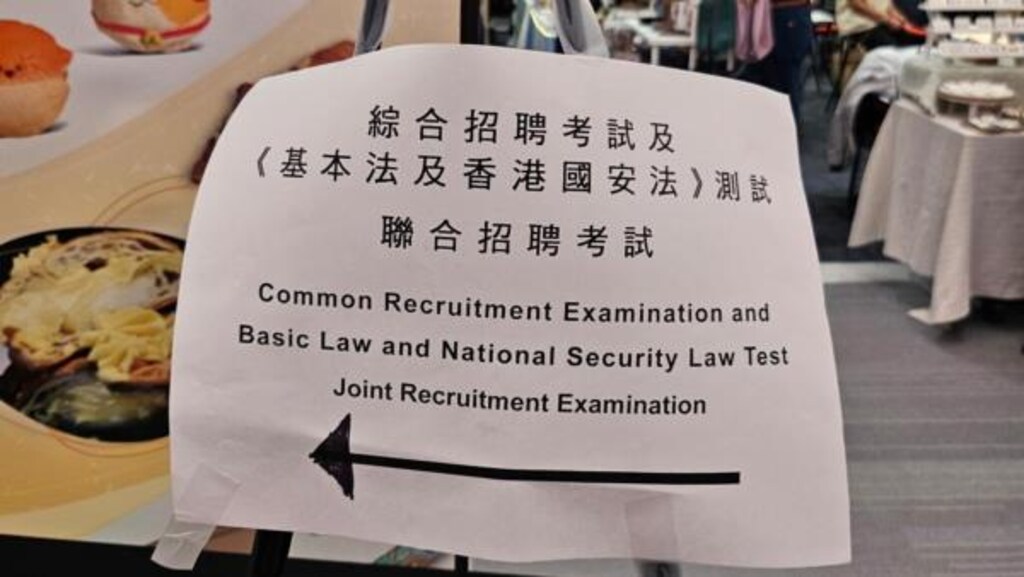 綜合招聘考試及
《基本法及香港國安法》測試
聯合招聘考試
Common Recruitment Examination and
Basic Law and National Security Law Test
Joint Recruitment Examination